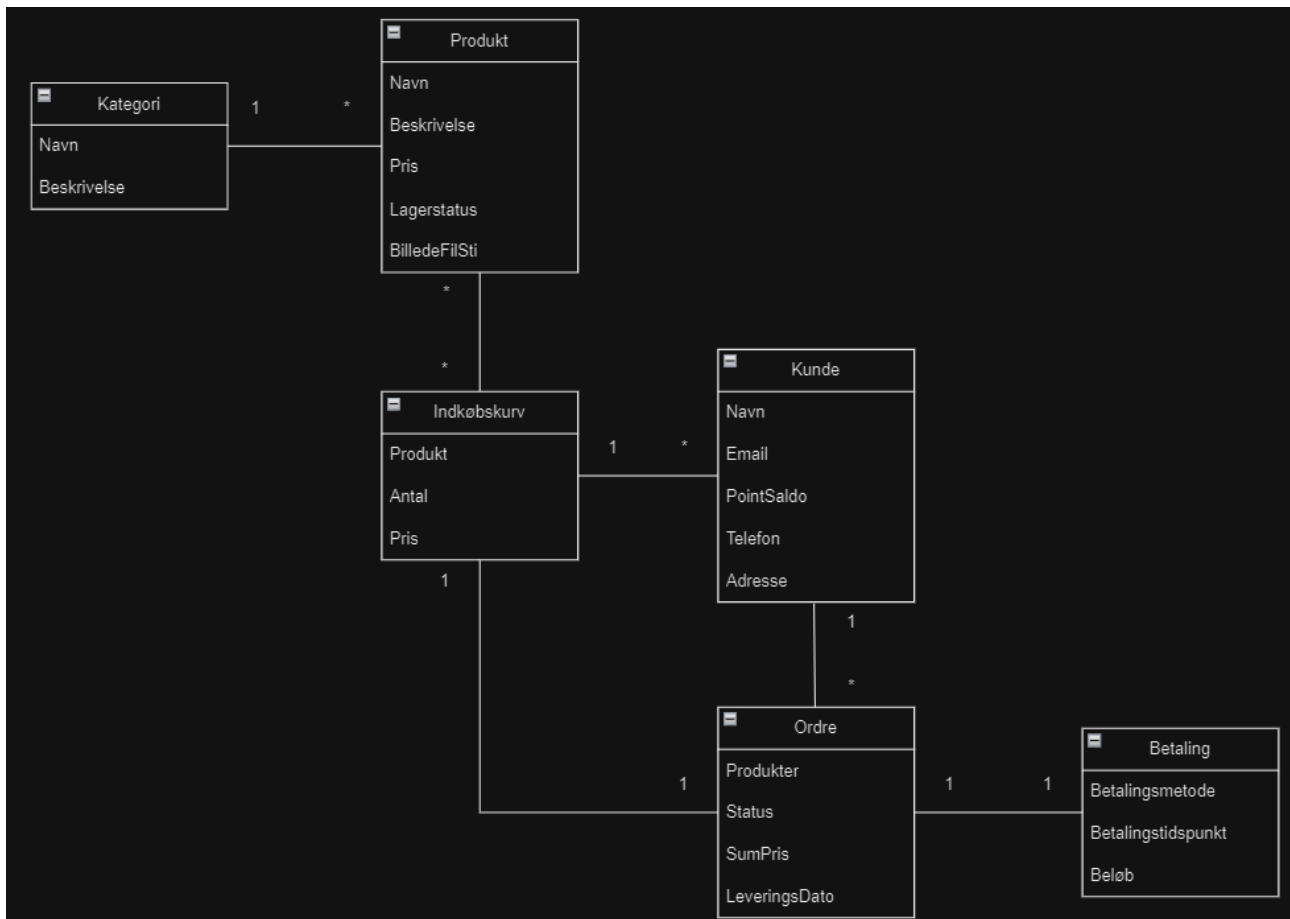 Produkt
Navn
Beskrivelse
Pris
Lagerstatus
BilledeFilSti
Kategori
Navn
Beskrivelse
1
*
*
*
Indkøbskurv
Produkt
Antal
Pris
1
*
Kunde
Navn
Email
PointSaldo
Telefon
Adresse
1
1
1
*
Ordre
Produkter
Status
SumPris
LeveringsDato
1
1
Betaling
Betalingsmetode
Betalingstidspunkt
Beløb